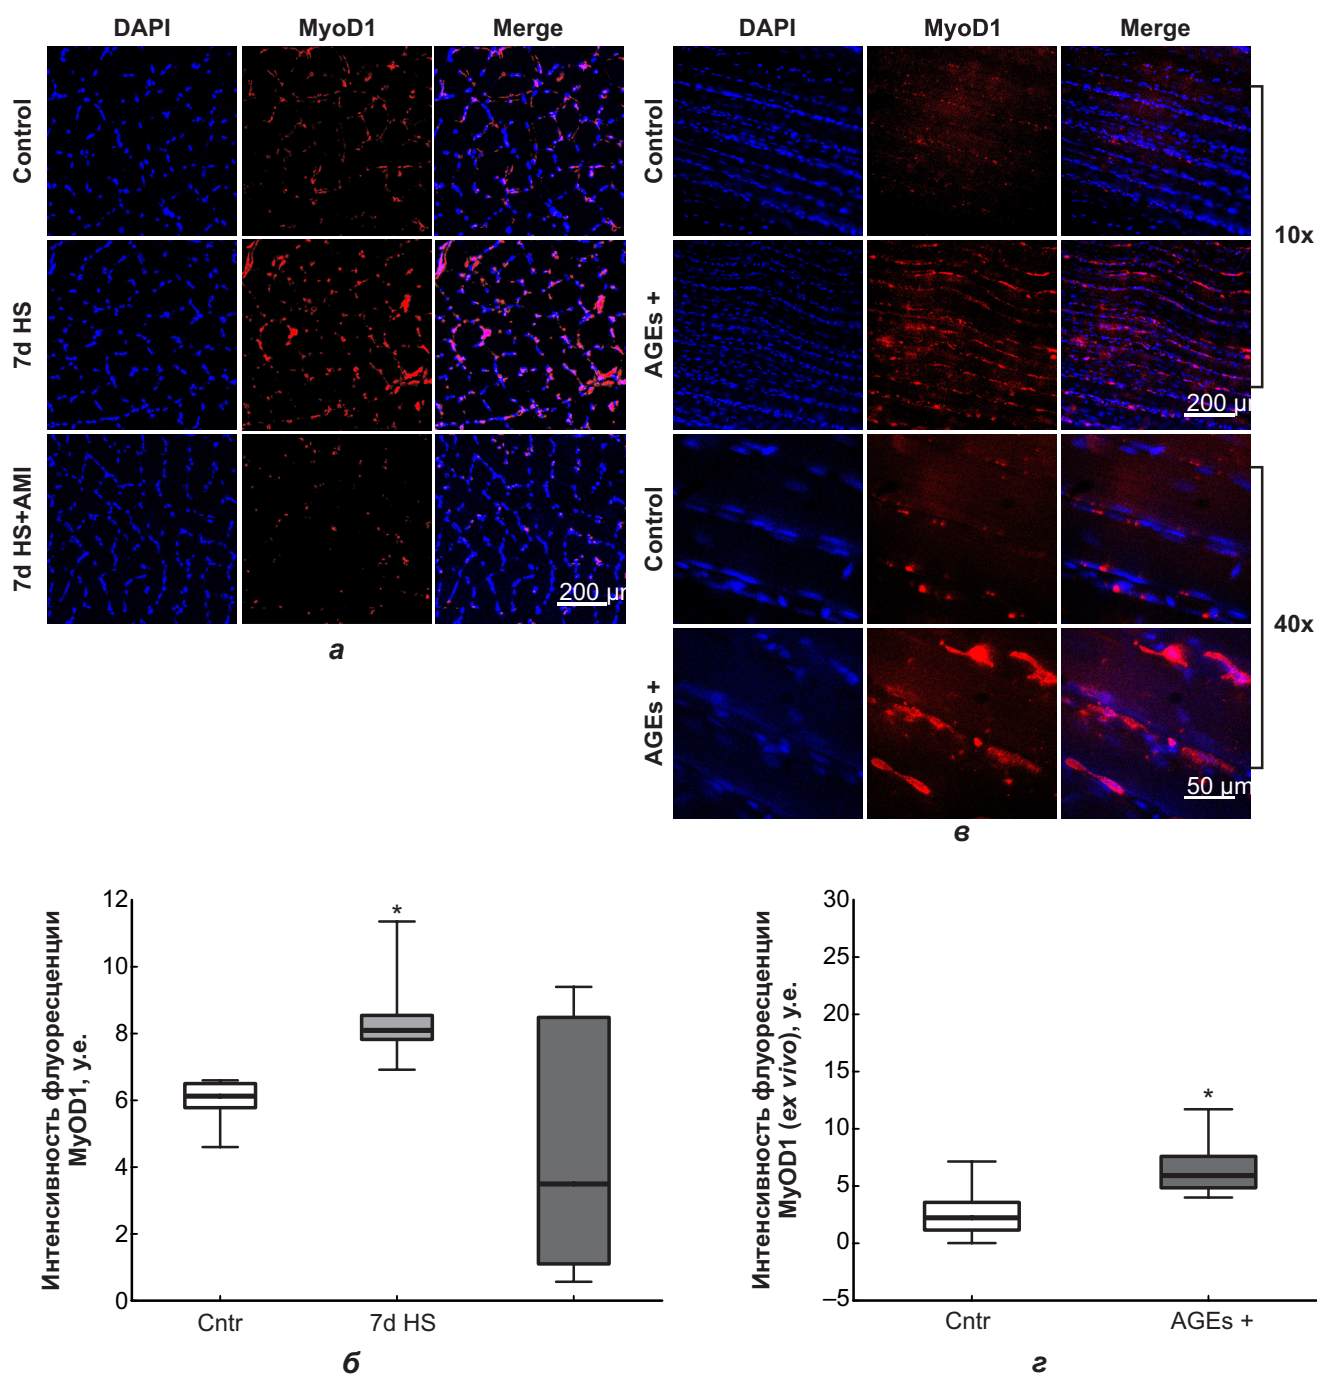 DAPI MyoD1 Merge
Control
7d HS
7d HS+AMI
200 µm
а
DAPI MyoD1 Merge
Control
AGEs +
10x
200 µm
Control
AGEs +
40x
50 µm
в
Интенсивность флуоресценции
MyOD1, у.е.
12
10
8
6
4
2
0
*
Cntr 7d HS
б
Интенсивность флуоресценции
MyOD1 (ex vivo), у.е.
30
25
20
15
10
5
0
–5
*
Cntr AGEs +
г